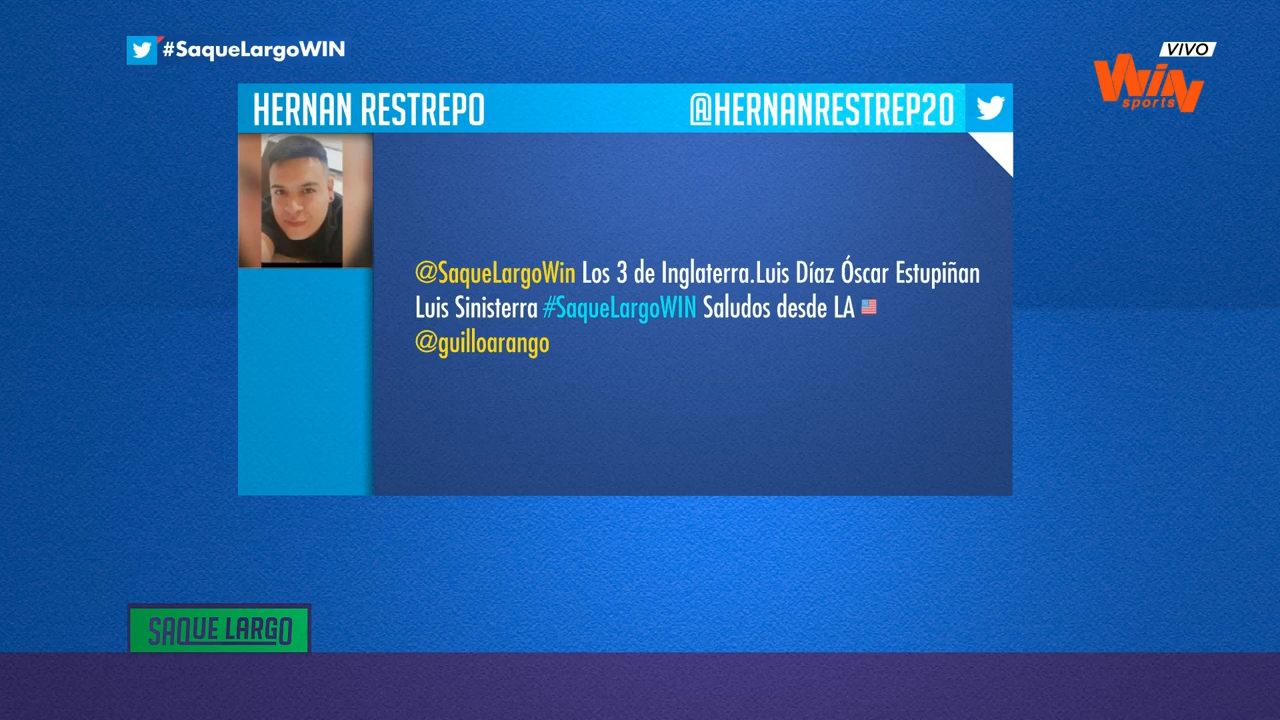 #SaqueLargoWIN
VIVO
WIN
sports
HERNAN RESTREPO
@HERNANRESTREP20
@SaqueLargoWin Los 3 de Inglaterra.Luis Díaz Óscar Estupiñan
Luis Sinisterra #SaqueLargoWIN Saludos desde LA 🇺🇸
@guilloarango
SAQUE LARGO